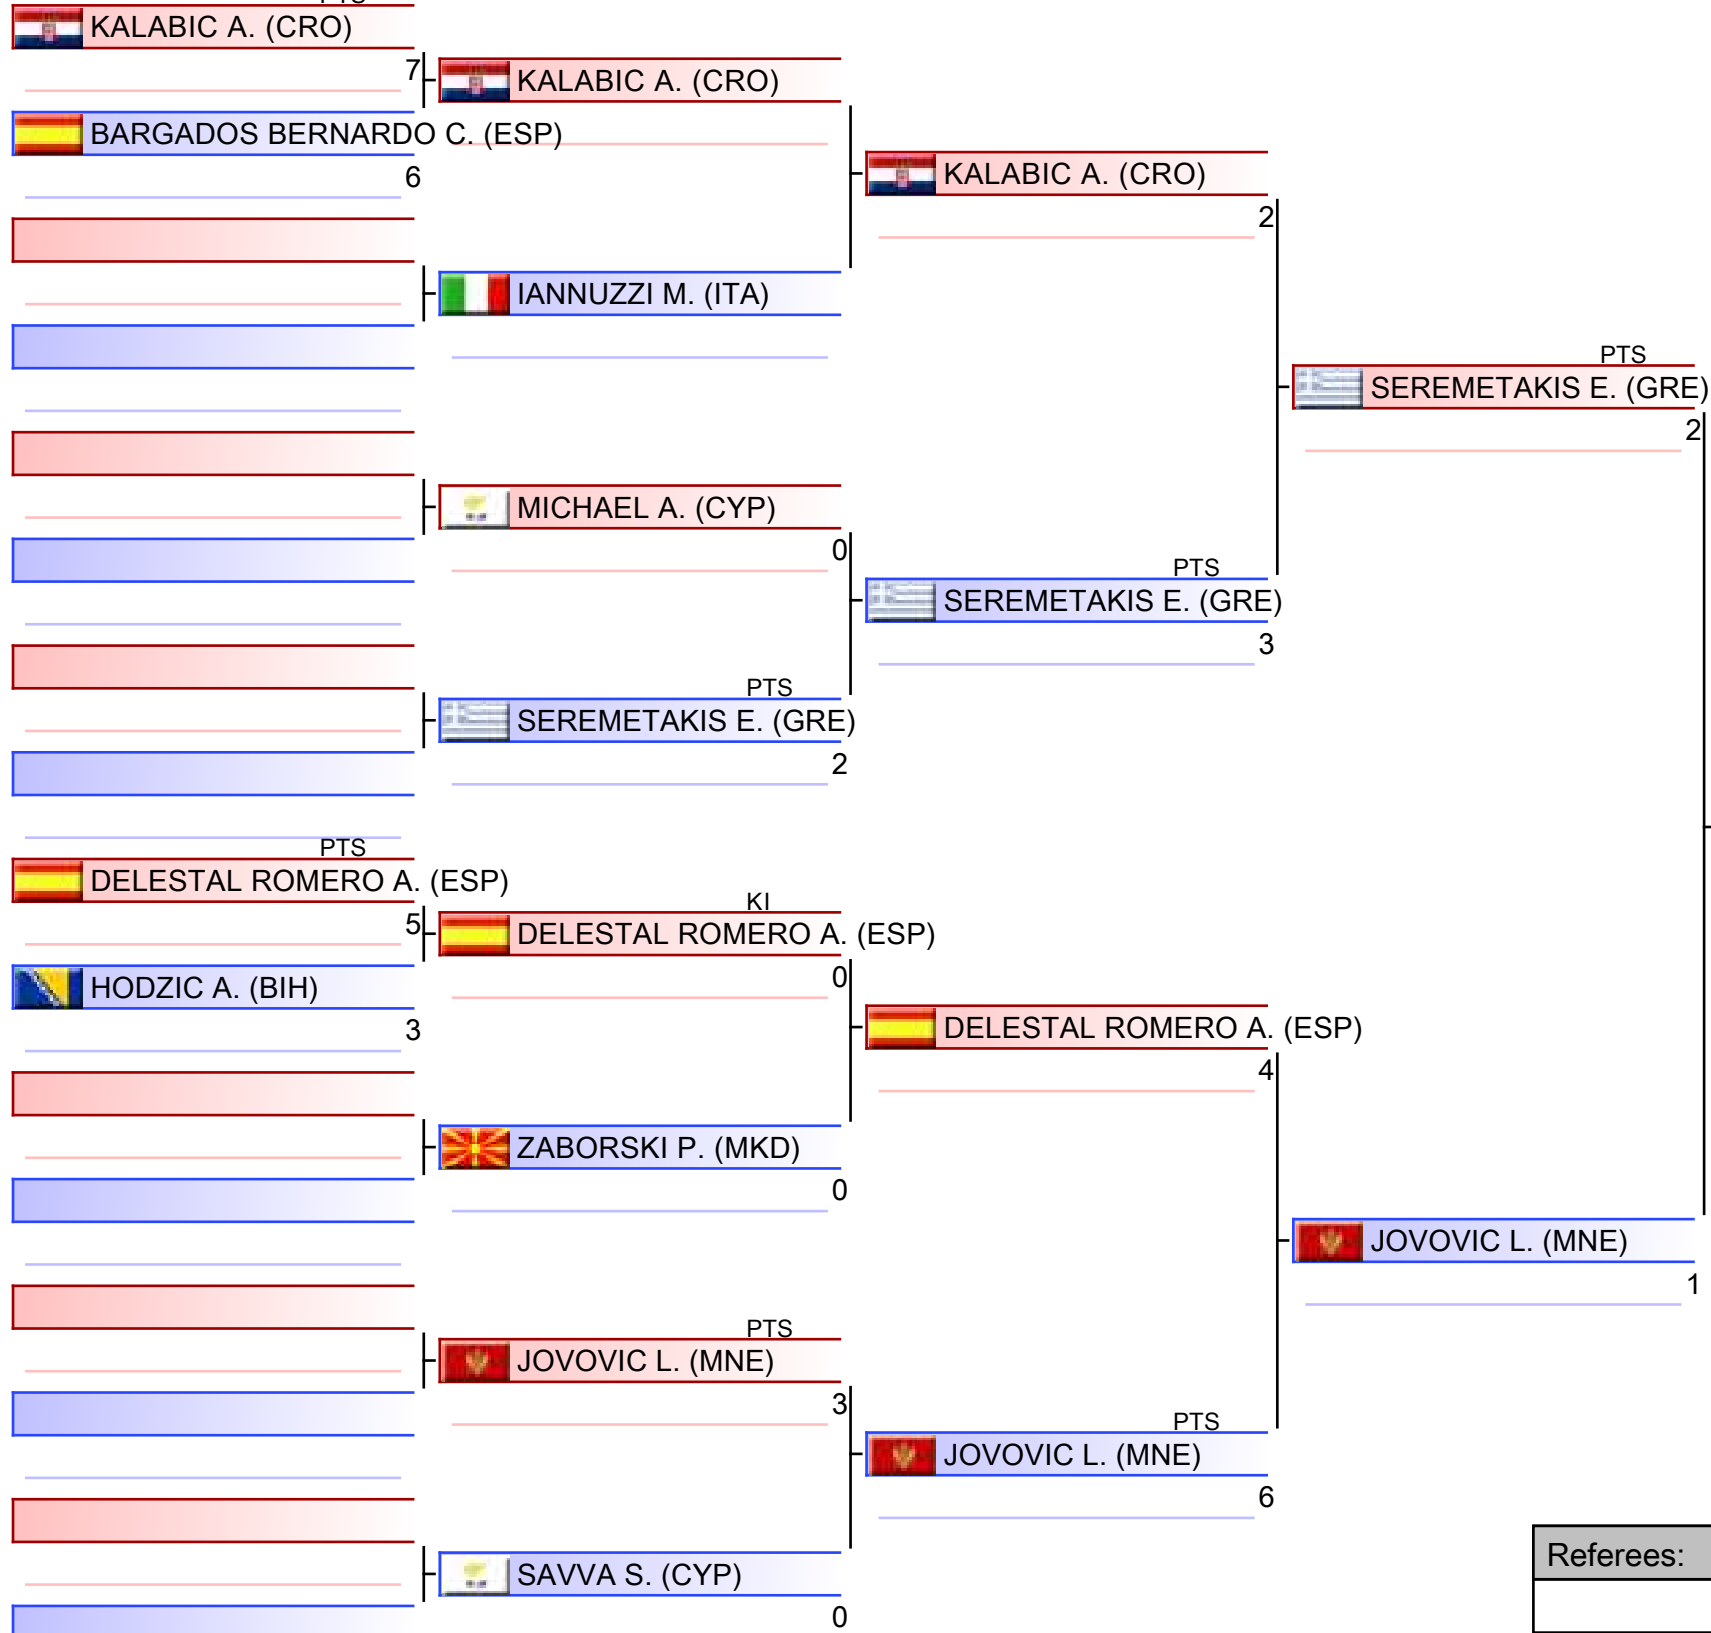 KALABIC A. (CRO)
7
BARGADOS BERNARDO C. (ESP)
6
PTS
DELESTAL ROMERO A. (ESP)
5
HODZIC A. (BIH)
3
KALABIC A. (CRO)
IANNUZZI M. (ITA)
MICHAEL A. (CYP)
0
PTS
SEREMETAKIS E. (GRE)
2
KI
DELESTAL ROMERO A. (ESP)
0
ZABORSKI P. (MKD)
0
PTS
JOVOVIC L. (MNE)
3
SAVVA S. (CYP)
0
KALABIC A. (CRO)
2
PTS
SEREMETAKIS E. (GRE)
3
DELESTAL ROMERO A. (ESP)
4
PTS
JOVOVIC L. (MNE)
6
PTS
SEREMETAKIS E. (GRE)
2
JOVOVIC L. (MNE)
1
Referees: